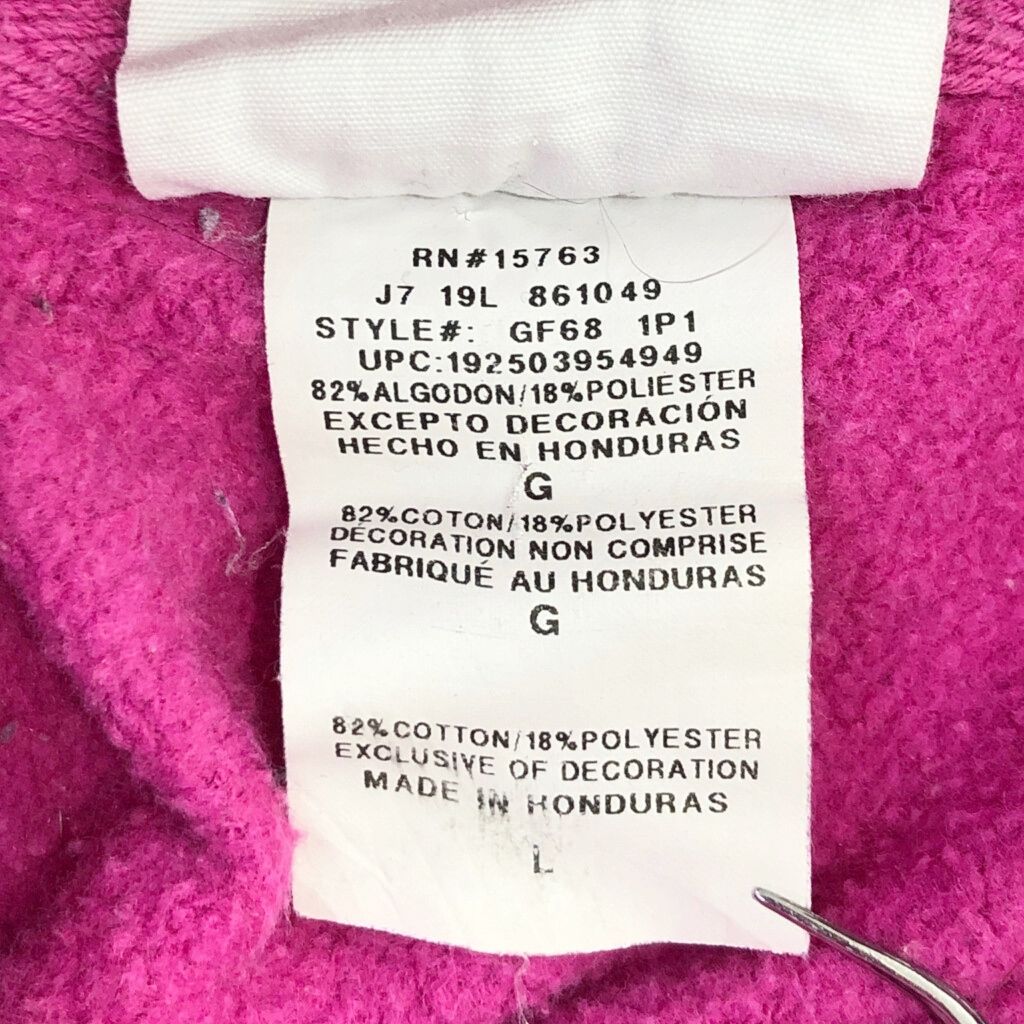 RN#15763
J7 19L 861049
STYLE#: GF68 1P1
UPC:192503954949
82%ALGODON/18%POLIESTER
EXCEPTO DECORACIÓN
HECHO EN HONDURAS
G
82%COTON/18%POLYESTER
DÉCORATION NON COMPRISE
FABRIQUÉ AU HONDURAS
G
82%COTTON/18%POLYESTER
EXCLUSIVE OF DECORATION
MADE IN HONDURAS
L